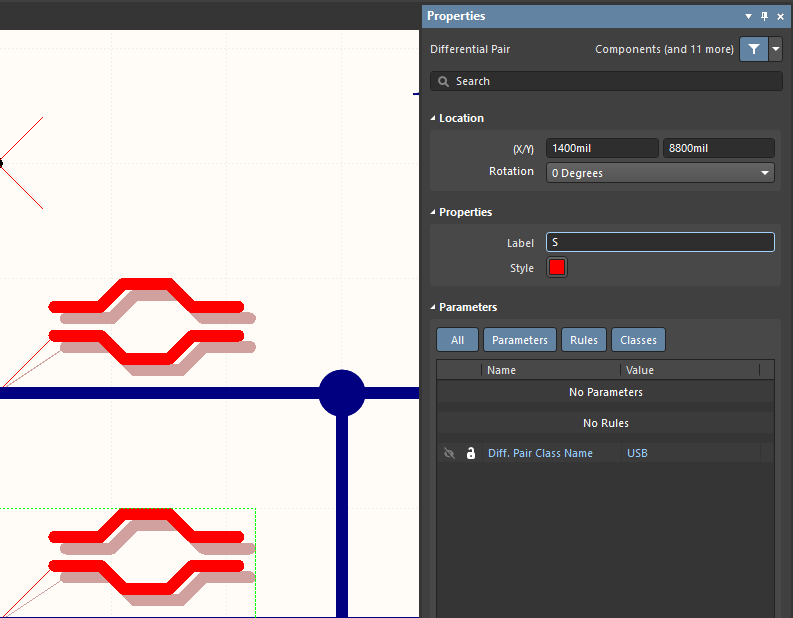 Properties
Differential Pair Components (and 11 more)
Search
Location
(X/Y) 1400mil 8800mil
Rotation 0 Degrees
Properties
Label S
Style
Parameters
All Parameters Rules Classes
Name Value
No Parameters
No Rules
Diff. Pair Class Name USB